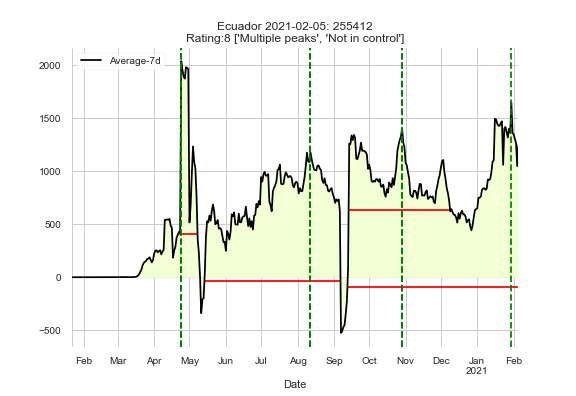 Ecuador 2021-02-05: 255412
Rating:8 ['Multiple peaks', 'Not in control']
Average-7d
2000
1500
1000
500
0
−500
Feb Mar Apr May Jun Jul Aug Sep Oct Nov Dec Jan Feb
2021
Date